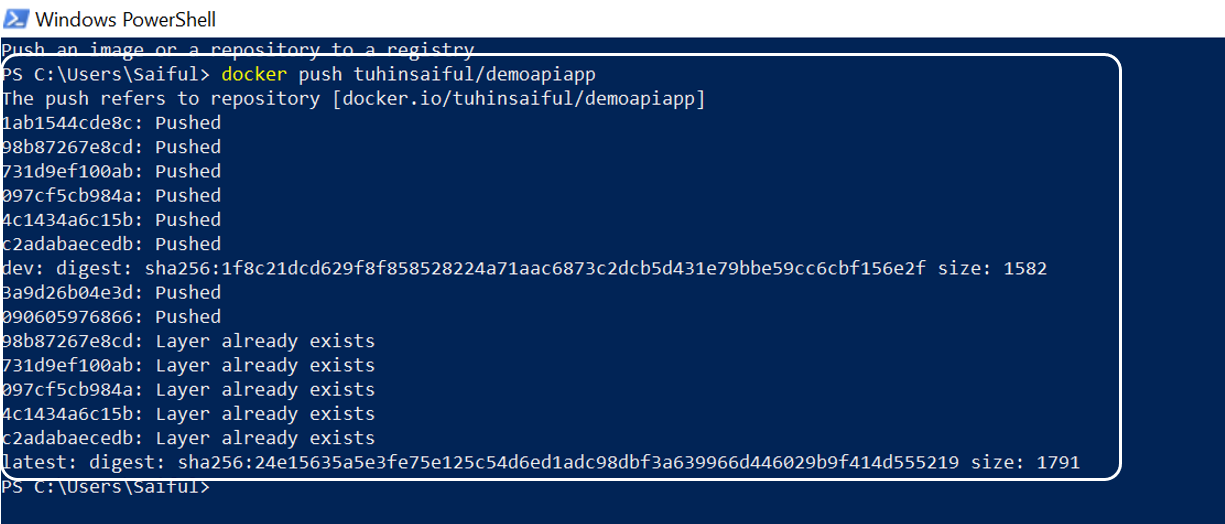 Windows PowerShell
Push an image or a repository to a registry
PS C:\Users\Saiful> docker push tuhinsaiful/demoapiapp
The push refers to repository [docker.io/tuhinsaiful/demoapiapp]
1ab1544cde8c: Pushed
98b87267e8cd: Pushed
731d9ef100ab: Pushed
097cf5cb984a: Pushed
4c1434a6c15b: Pushed
c2adabaecedb: Pushed
dev: digest: sha256:1f8c21dcd629f8f858528224a71aac6873c2dcb5d431e79bbe59cc6cbf156e2f size: 1582
3a9d26b04e3d: Pushed
090605976866: Pushed
98b87267e8cd: Layer already exists
731d9ef100ab: Layer already exists
097cf5cb984a: Layer already exists
4c1434a6c15b: Layer already exists
c2adabaecedb: Layer already exists
latest: digest: sha256:24e15635a5e3fe75e125c54d6ed1adc98dbf3a639966d446029b9f414d555219 size: 1791
PS C:\Users\Saiful>